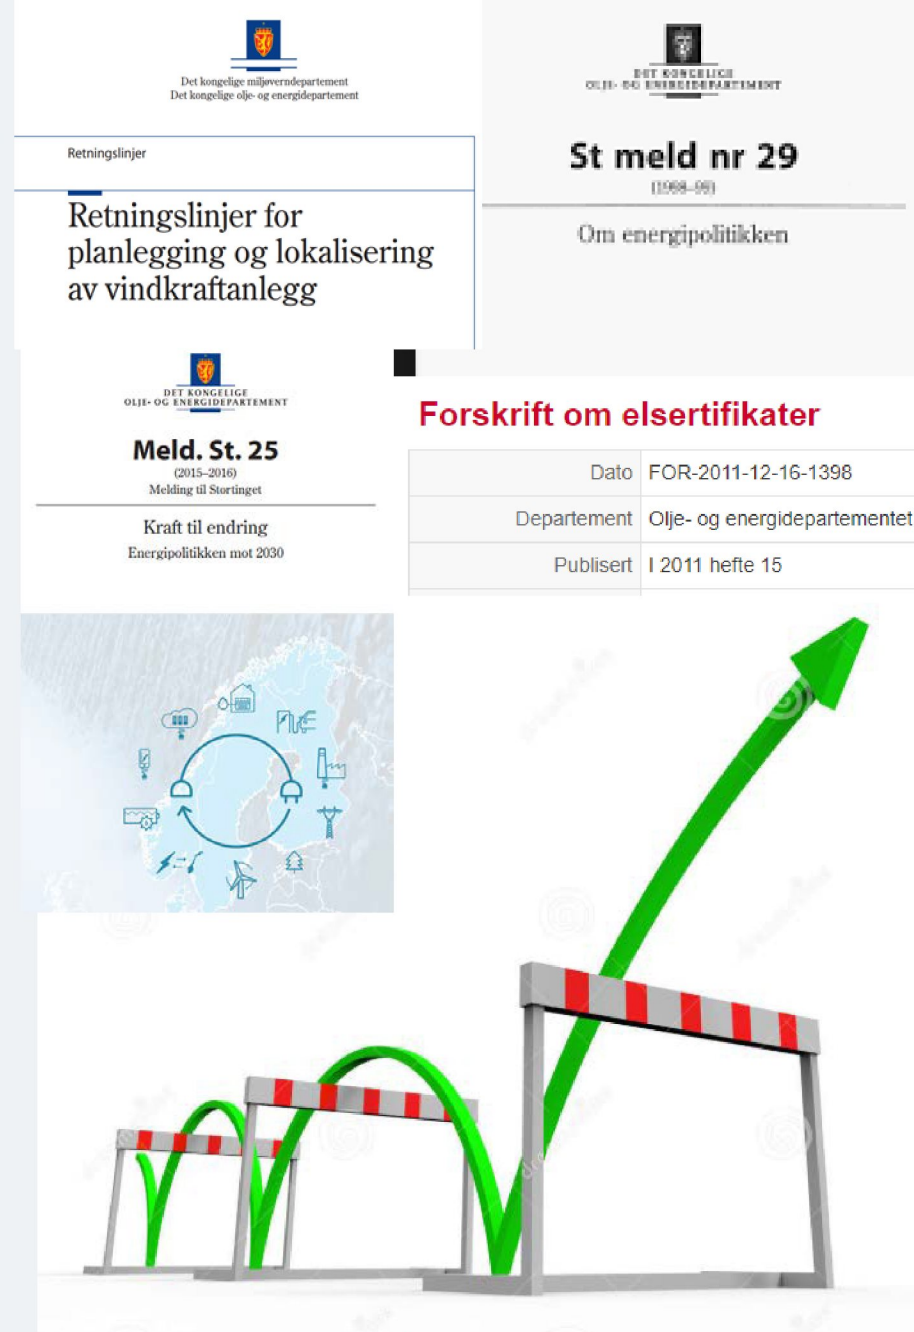 Det kongelige miljøverndepartement
Det kongelige olje- og energidepartement
Retningslinjer
Retningslinjer for
planlegging og lokalisering
av vindkraftanlegg
DET KONGELIGE
OLJE- OG ENERGIDEPARTEMENT
St meld nr 29
(1998–99)
Om energipolitikken
DET KONGELIGE
OLJE- OG ENERGIDEPARTEMENT
Meld. St. 25
(2015–2016)
Melding til Stortinget
Kraft til endring
Energipolitikken mot 2030
Forskrift om elsertifikater
Dato FOR-2011-12-16-1398
Departement Olje- og energidepartementet
Publisert I 2011 hefte 15